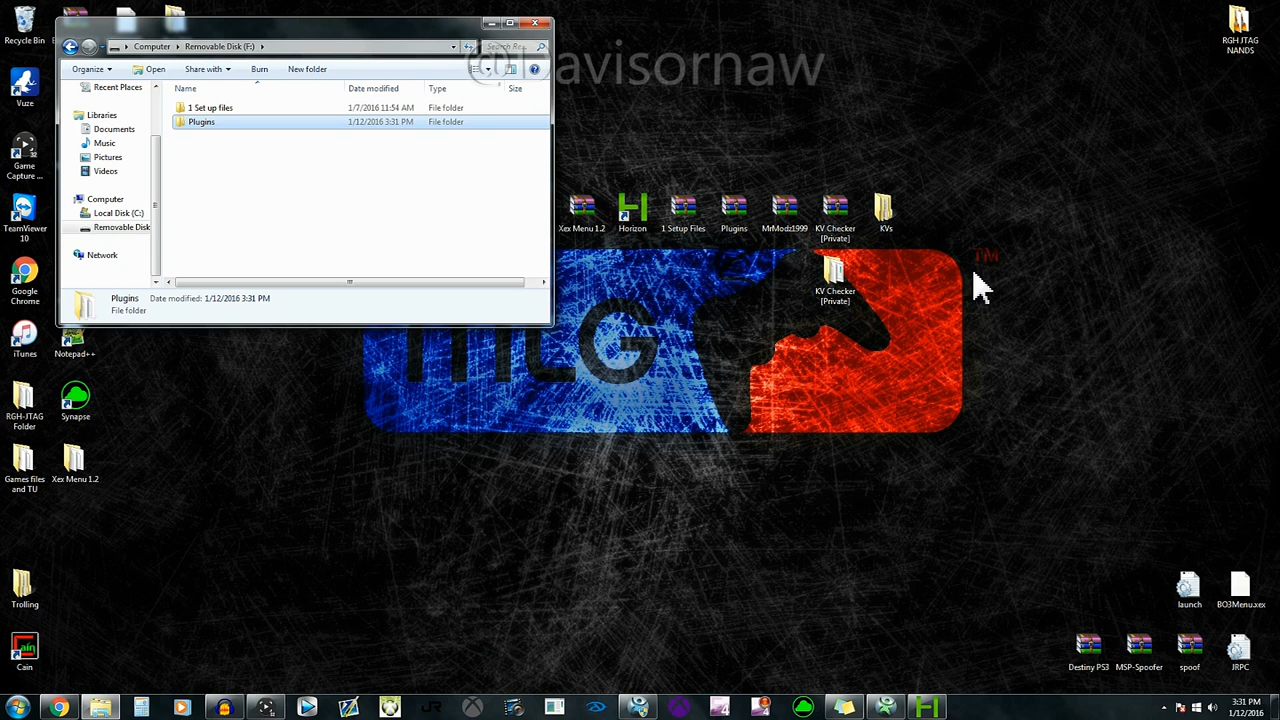 Recycle Bin
Computer ▸ Removable Disk (F:) ▸
Search Re...
@Davisornaw
RGH JTAG
NANDS
Organize
Open
Share with
Burn
New folder
Name
Date modified
Type
Size
Recent Places
1 Set up files
1/7/2016 11:54 AM
File folder
Plugins
1/12/2016 3:31 PM
File folder
Libraries
Documents
Music
Pictures
Videos
Computer
Local Disk (C:)
Removable Disk
Network
Plugins
Date modified: 1/12/2016 3:31 PM
File folder
Vuze
Game
Capture ...
TeamViewer
10
Google
Chrome
iTunes
Notepad++
RGH-JTAG
Folder
Synapse
Games files
and TU
Xex Menu 1.2
Trolling
Cain
Xex Menu 1.2
Horizon
1 Setup Files
Plugins
MrModz1999
KV Checker
[Private]
KVs
KV Checker
[Private]
TM
MLG
launch
BO3Menu.xex
Destiny PS3
MSP-Spoofer
spoof
JRPC
JR
3:31 PM
1/12/2016